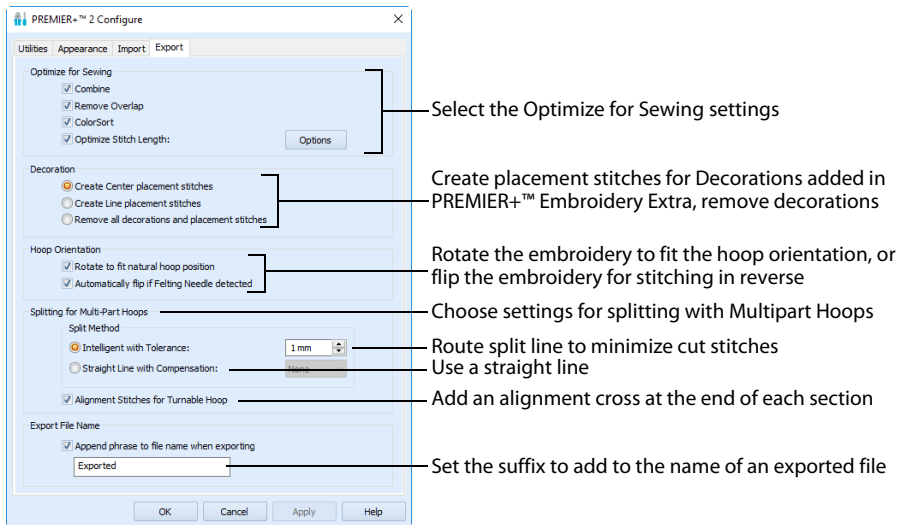 PREMIER+™ 2 Configure
Utilities Appearance Import Export
Optimize for Sewing
Combine
Remove Overlap
ColorSort
Optimize Stitch Length:
Options
Select the Optimize for Sewing settings
Decoration
Create Center placement stitches
Create Line placement stitches
Remove all decorations and placement stitches
Create placement stitches for Decorations added in
PREMIER+™ Embroidery Extra, remove decorations
Hoop Orientation
Rotate to fit natural hoop position
Automatically flip if Felting Needle detected
Rotate the embroidery to fit the hoop orientation, or
flip the embroidery for stitching in reverse
Splitting for Multi-Part Hoops
Choose settings for splitting with Multipart Hoops
Split Method
Intelligent with Tolerance:
1 mm
Route split line to minimize cut stitches
Straight Line with Compensation:
None
Use a straight line
Alignment Stitches for Turnable Hoop
Add an alignment cross at the end of each section
Export File Name
Append phrase to file name when exporting
Exported
Set the suffix to add to the name of an exported file
OK Cancel Apply Help